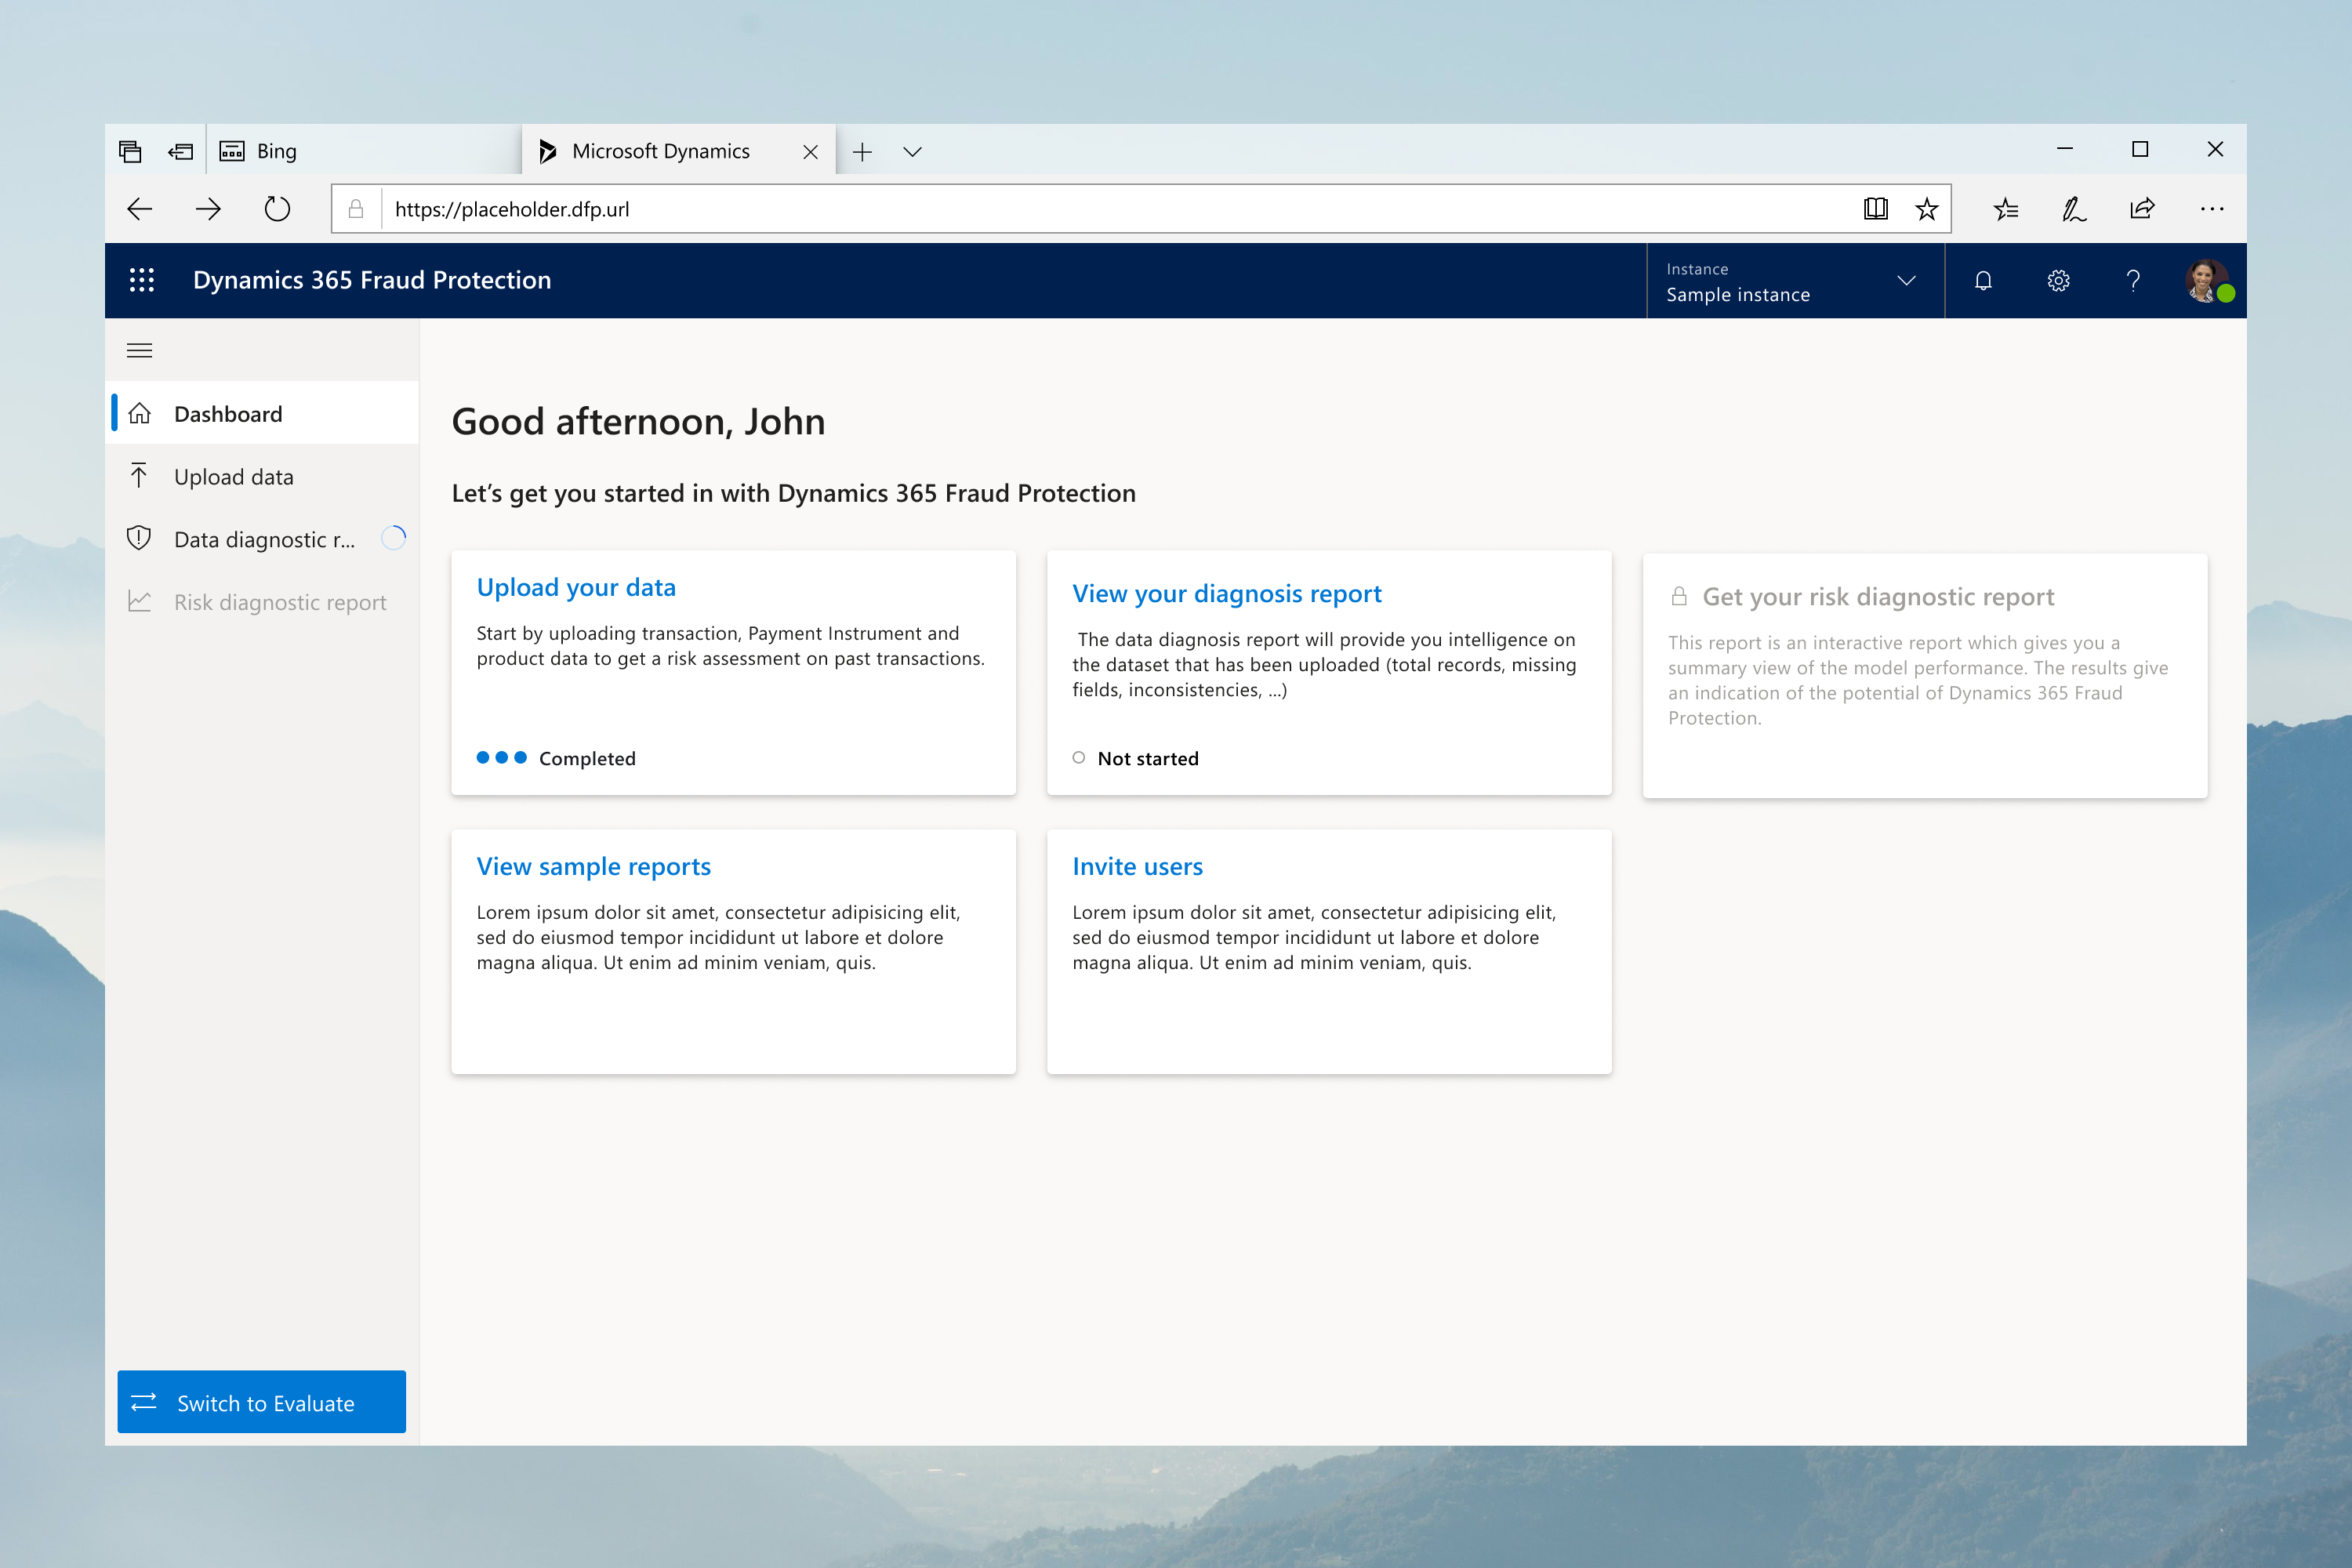 Bing
Microsoft Dynamics
https://placeholder.dfp.url
Dynamics 365 Fraud Protection
Instance
Sample instance
Dashboard
Upload data
Data diagnostic r...
Risk diagnostic report
Switch to Evaluate
Good afternoon, John
Let’s get you started in with Dynamics 365 Fraud Protection
Upload your data
Start by uploading transaction, Payment Instrument and
product data to get a risk assessment on past transactions.
Completed
View your diagnosis report
The data diagnosis report will provide you intelligence on
the dataset that has been uploaded (total records, missing
fields, inconsistencies, ...)
Not started
Get your risk diagnostic report
This report is an interactive report which gives you a
summary view of the model performance. The results give
an indication of the potential of Dynamics 365 Fraud
Protection.
View sample reports
Lorem ipsum dolor sit amet, consectetur adipisicing elit,
sed do eiusmod tempor incididunt ut labore et dolore
magna aliqua. Ut enim ad minim veniam, quis.
Invite users
Lorem ipsum dolor sit amet, consectetur adipisicing elit,
sed do eiusmod tempor incididunt ut labore et dolore
magna aliqua. Ut enim ad minim veniam, quis.